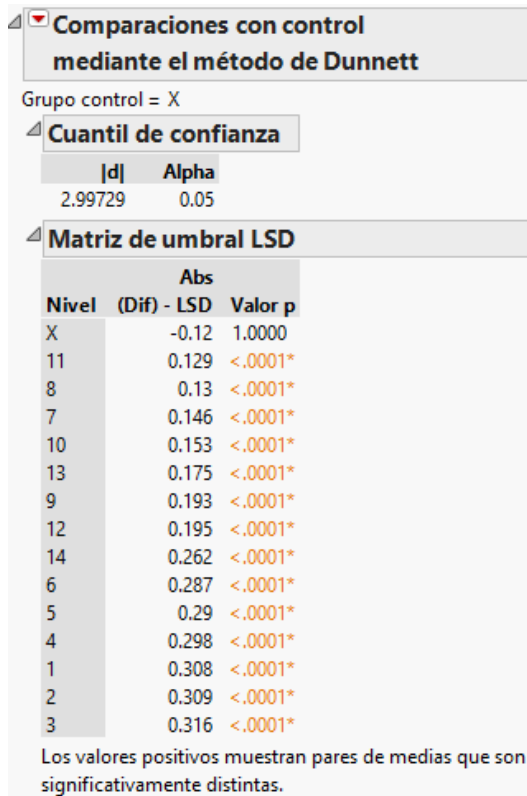 Comparaciones con control
mediante el método de Dunnett
Grupo control = X
Cuantil de confianza
|d| Alpha
2.99729 0.05
Matriz de umbral LSD
Abs
Nivel (Dif) - LSD Valor p
X -0.12 1.0000
11 0.129 <.0001*
8 0.13 <.0001*
7 0.146 <.0001*
10 0.153 <.0001*
13 0.175 <.0001*
9 0.193 <.0001*
12 0.195 <.0001*
14 0.262 <.0001*
6 0.287 <.0001*
5 0.29 <.0001*
4 0.298 <.0001*
1 0.308 <.0001*
2 0.309 <.0001*
3 0.316 <.0001*
Los valores positivos muestran pares de medias que son
significativamente distintas.